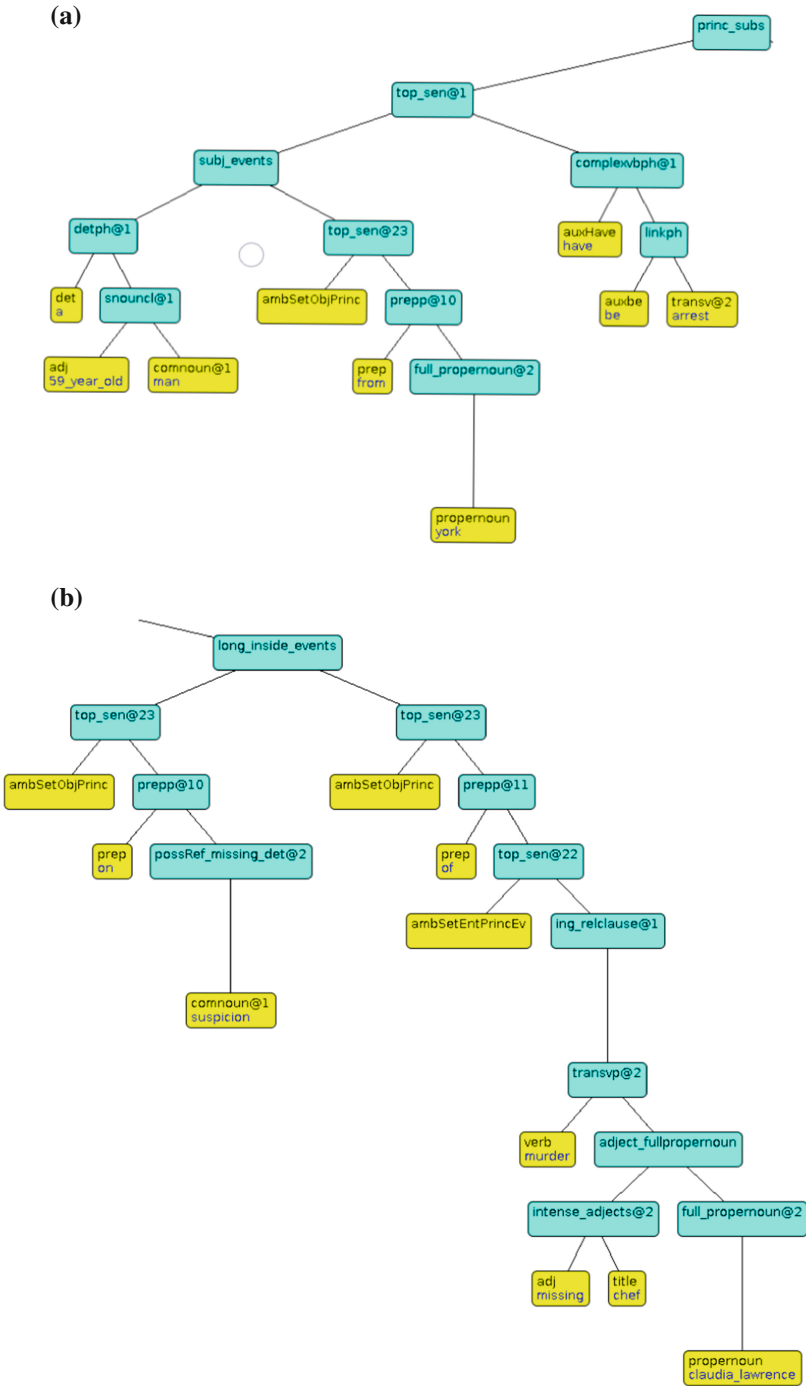 (a)
princ_subs
top_sen@1
subj_events
complexvbph@1
detph@1
top_sen@23
auxHave
have
linkph
det
a
snouncl@1
ambSetObjPrinc
prepp@10
auxbe
be
transv@2
arrest
adj
59_year_old
comnoun@1
man
prep
from
full_propernoun@2
propernoun
york
(b)
long_inside_events
top_sen@23
top_sen@23
ambSetObjPrinc
prepp@10
ambSetObjPrinc
prepp@11
prep
on
possRef_missing_det@2
prep
of
top_sen@22
ambSetEntPrincEv
ing_relclause@1
comnoun@1
suspicion
transvp@2
verb
murder
adject_fullpropernoun
intense_adjects@2
full_propernoun@2
adj
missing
title
chef
propernoun
claudia_lawrence